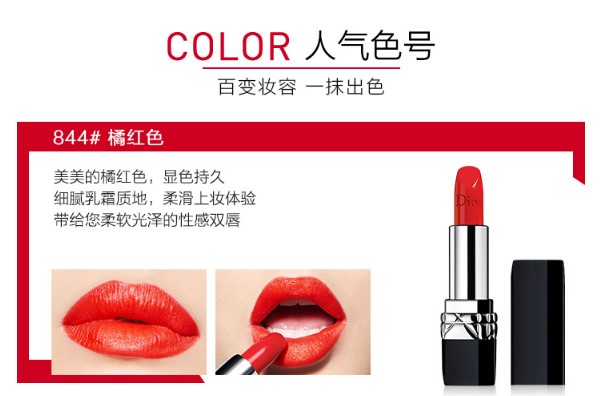 COLOR 人气色号
百变妆容 一抹出色
844# 橘红色
美美的橘红色，显色持久
细腻乳霜质地，柔滑上妆体验
带给您柔软光泽的性感双唇
Dior